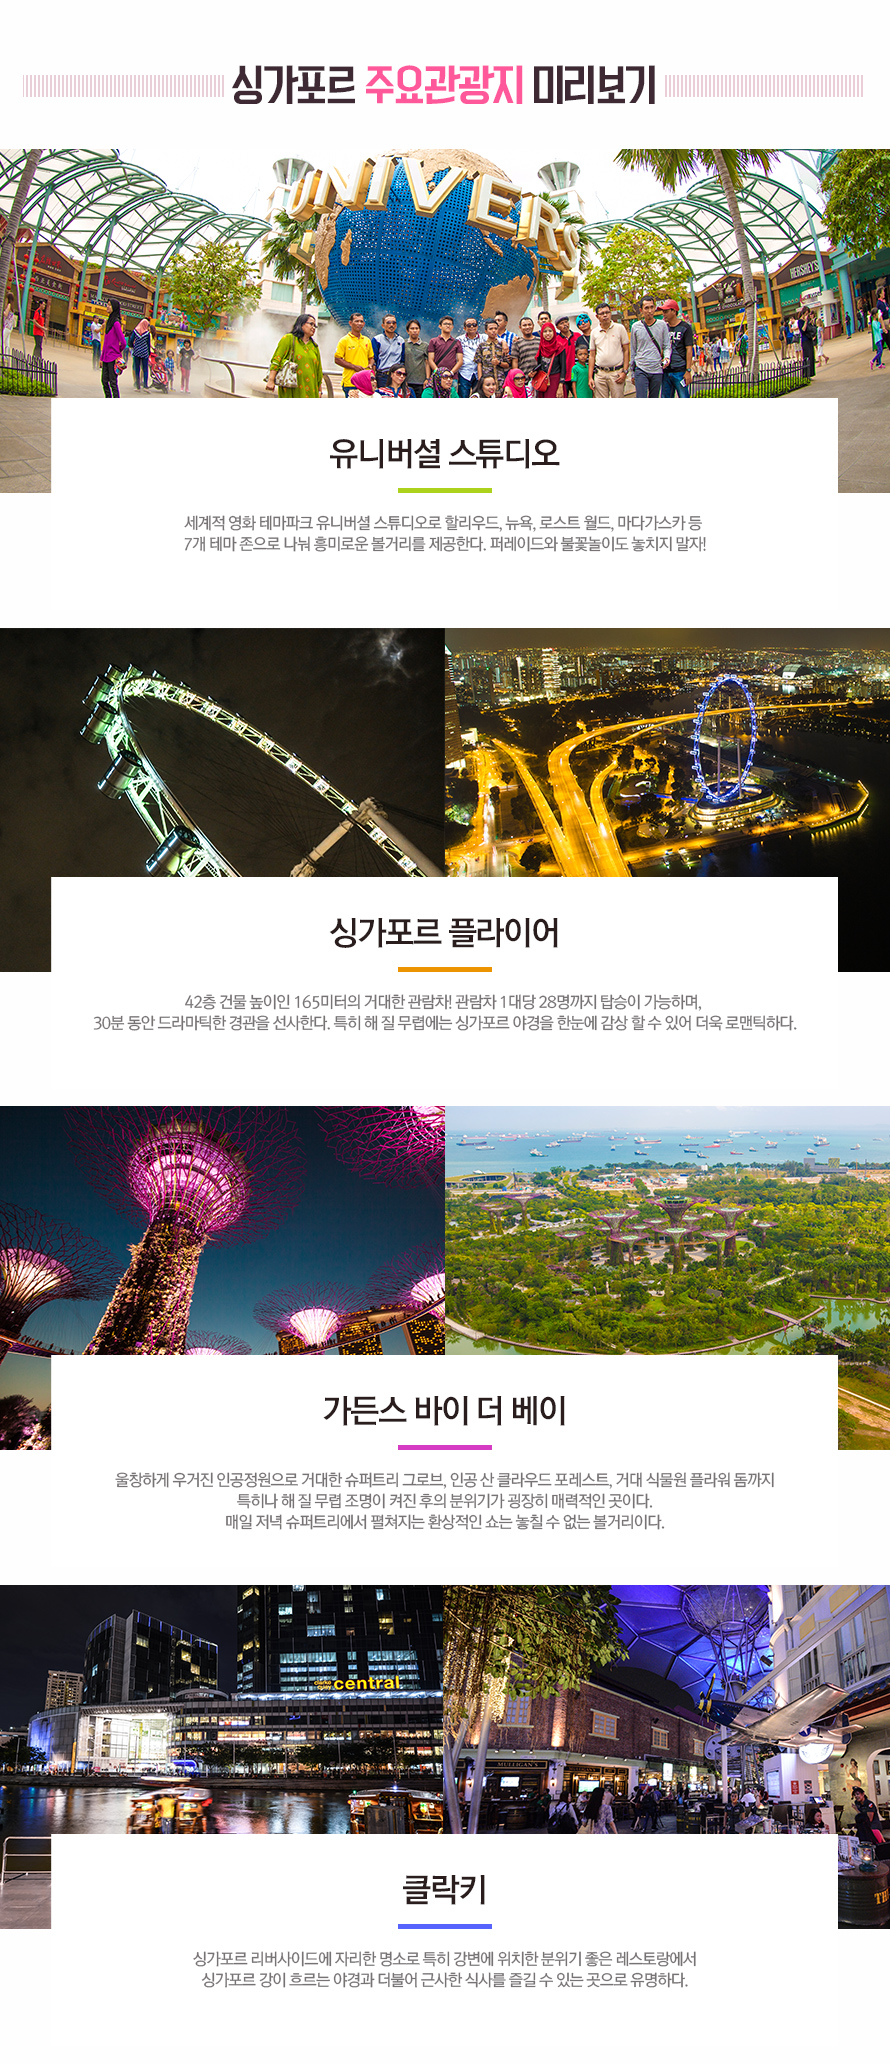 싱가포르 주요관광지 미리보기
UNIVERS
HERSHEY'S
유니버셜 스튜디오
세계적 영화 테마파크 유니버셜 스튜디오로 할리우드, 뉴욕, 로스트 월드, 마다가스카 등
7개 테마 존으로 나눠 흥미로운 볼거리를 제공한다. 퍼레이드와 불꽃놀이도 놓치지 말자!
싱가포르 플라이어
42층 건물 높이인 165미터의 거대한 관람차! 관람차 1대당 28명까지 탑승이 가능하며,
30분 동안 드라마틱한 경관을 선사한다. 특히 해 질 무렵에는 싱가포르 야경을 한눈에 감상 할 수 있어 더욱 로맨틱하다.
가든스 바이 더 베이
울창하게 우거진 인공정원으로 거대한 슈퍼트리 그로브, 인공 산 클라우드 포레스트, 거대 식물원 플라워 돔까지
특히나 해 질 무렵 조명이 켜진 후의 분위기가 굉장히 매력적인 곳이다.
매일 저녁 슈퍼트리에서 펼쳐지는 환상적인 쇼는 놓칠 수 없는 볼거리이다.
clarke quay central
MULLIGAN'S
클락키
싱가포르 리버사이드에 자리한 명소로 특히 강변에 위치한 분위기 좋은 레스토랑에서
싱가포르 강이 흐르는 야경과 더불어 근사한 식사를 즐길 수 있는 곳으로 유명하다.